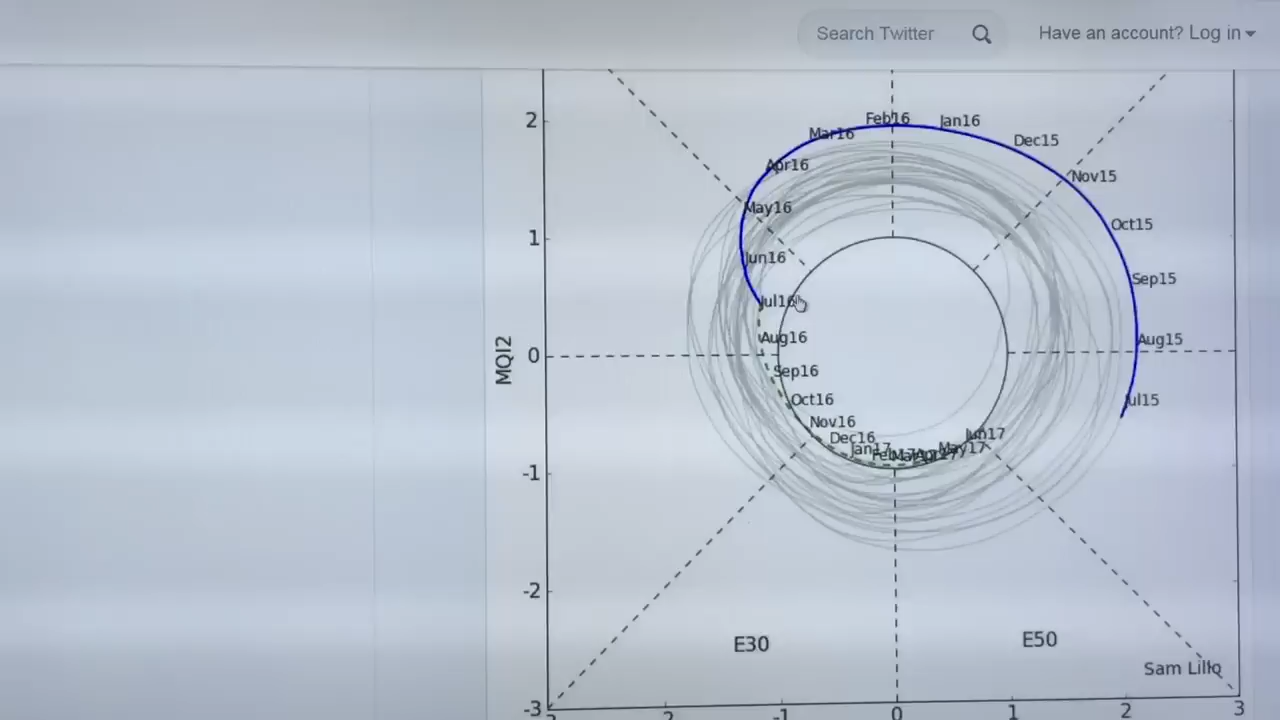 Search Twitter
Have an account? Log in
2
Feb16
Jan16
Mar16
Dec15
Apr16
Nov15
May16
Oct15
1
Jun16
Sep15
Jul16
Aug16
Aug15
MQI2
0
Sep16
Oct16
Jul15
Nov16
Dec16
Jun17
Jan17
May17
-1
-2
E30
E50
Sam Lillo
-3
-2
-1
0
1
2
3